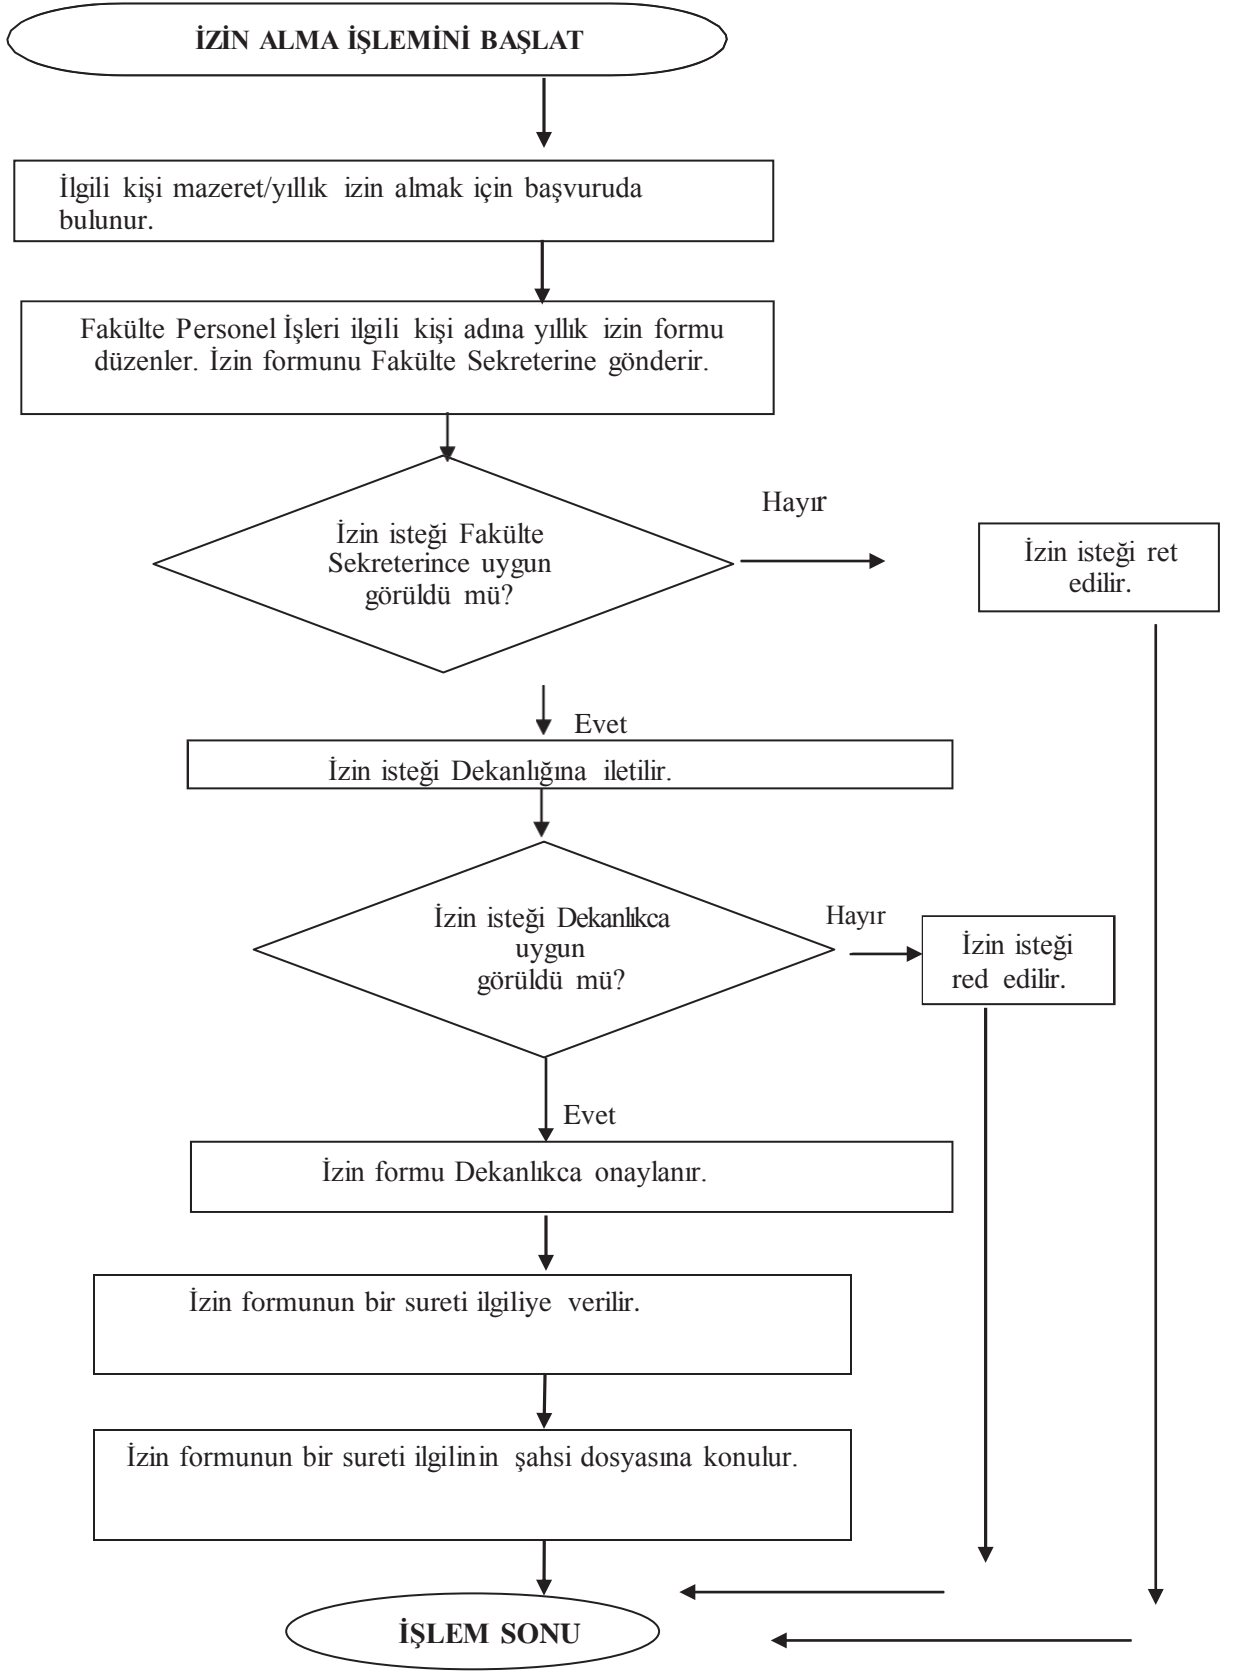 İZİN ALMA İŞLEMİNİ BAŞLAT
İlgili kişi mazeret/yıllık izin almak için başvuruda
bulunur.
Fakülte Personel İşleri ilgili kişi adına yıllık izin formu
düzenler. İzin formunu Fakülte Sekreterine gönderir.
İzin isteği Fakülte
Sekreterince uygun
görüldü mü?
Hayır
İzin isteği ret
edilir.
Evet
İzin isteği Dekanlığına iletilir.
İzin isteği Dekanlıkca
uygun
görüldü mü?
Hayır
İzin isteği
red edilir.
Evet
İzin formu Dekanlıkca onaylanır.
İzin formunun bir sureti ilgiliye verilir.
İzin formunun bir sureti ilgilinin şahsi dosyasına konulur.
İŞLEM SONU